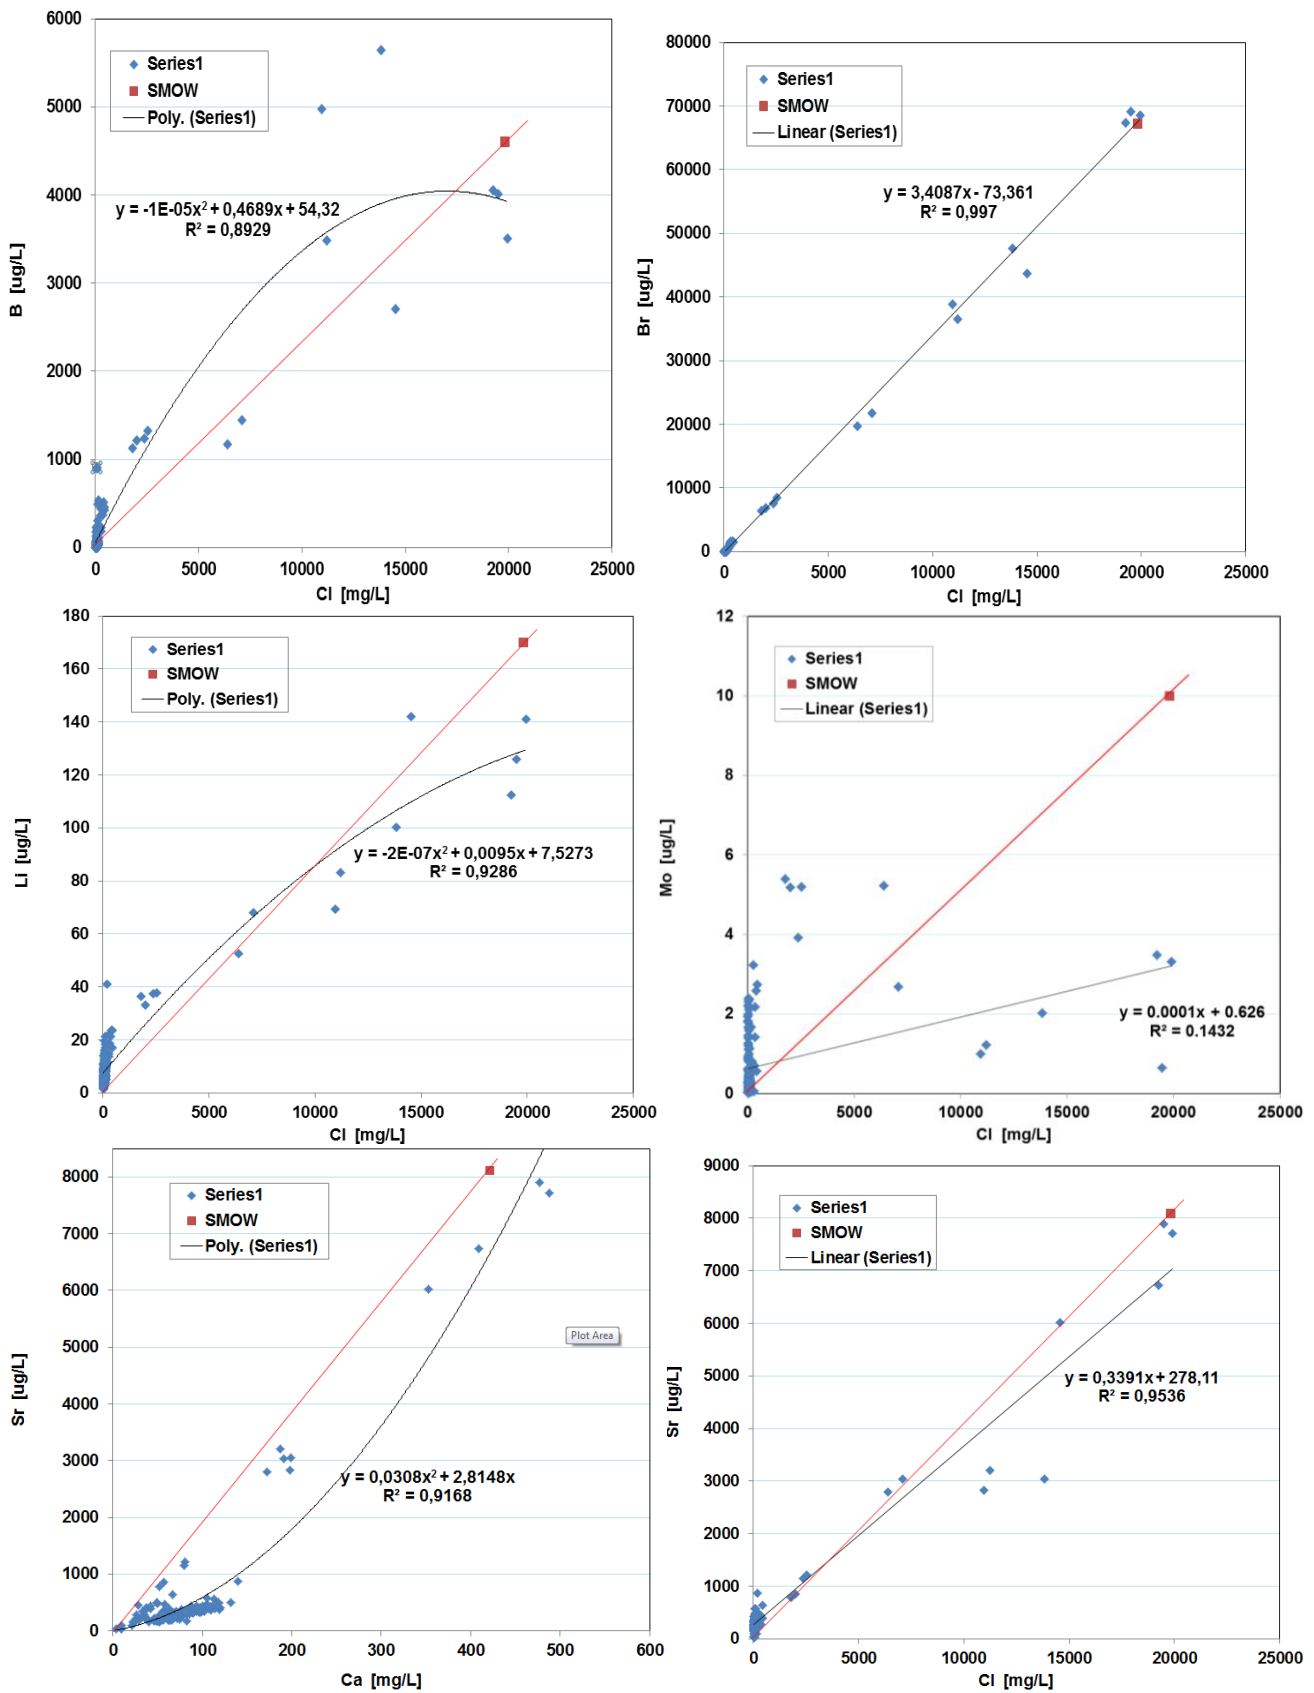 6000
5000
4000
3000
2000
1000
0
B [ug/L]
Series1
SMOW
Poly. (Series1)
y = -1E-05x² + 0,4689x + 54,32
R² = 0,8929
0 5000 10000 15000 20000 25000
Cl [mg/L]
80000
70000
60000
50000
40000
30000
20000
10000
0
Br [ug/L]
Series1
SMOW
Linear (Series1)
y = 3,4087x - 73,361
R² = 0,997
0 5000 10000 15000 20000 25000
Cl [mg/L]
180
160
140
120
100
80
60
40
20
0
Li [ug/L]
Series1
SMOW
Poly. (Series1)
y = -2E-07x² + 0,0095x + 7,5273
R² = 0,9286
0 5000 10000 15000 20000 25000
Cl [mg/L]
12
10
8
6
4
2
0
Mo [ug/L]
Series1
SMOW
Linear (Series1)
y = 0.0001x + 0.626
R² = 0.1432
0 5000 10000 15000 20000 25000
Cl [mg/L]
8000
7000
6000
5000
4000
3000
2000
1000
0
Sr [ug/L]
Series1
SMOW
Poly. (Series1)
Plot Area
y = 0,0308x² + 2,8148x
R² = 0,9168
0 100 200 300 400 500 600
Ca [mg/L]
9000
8000
7000
6000
5000
4000
3000
2000
1000
0
Sr [ug/L]
Series1
SMOW
Linear (Series1)
y = 0,3391x + 278,11
R² = 0,9536
0 5000 10000 15000 20000 25000
Cl [mg/L]